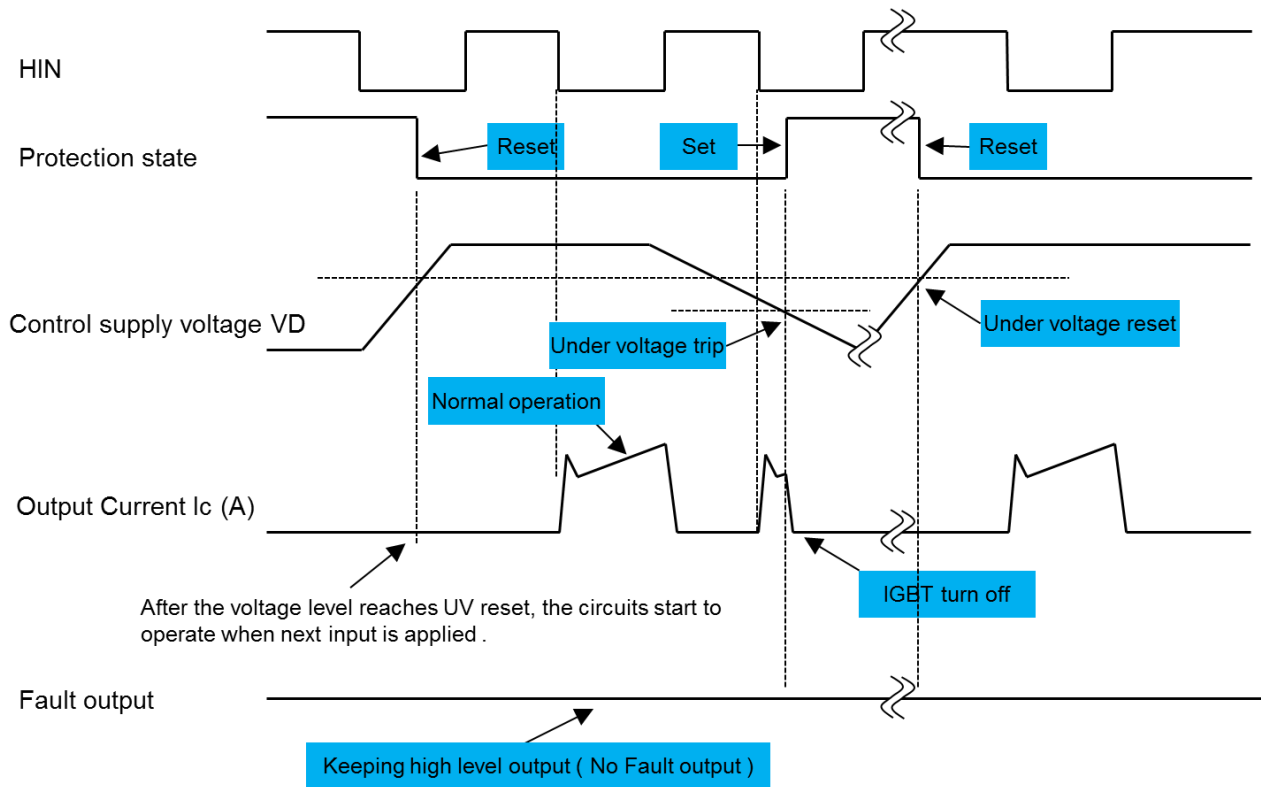 HIN
Protection state
Reset
Set
Reset
Control supply voltage VD
Under voltage trip
Under voltage reset
Normal operation
Output Current Ic (A)
IGBT turn off
After the voltage level reaches UV reset, the circuits start to
operate when next input is applied .
Fault output
Keeping high level output ( No Fault output )